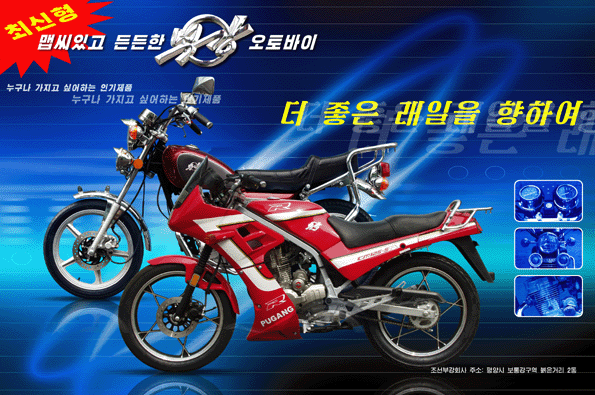 최신형
맵씨있고 든든한 오토바이
누구나 가지고 싶어하는 인기제품
누구나 가지고 싶어하는 인기제품
더 좋은 래일을 향하여
PUGANG
조선부강회사 주소: 평양시 보통강구역 붉은거리 2동